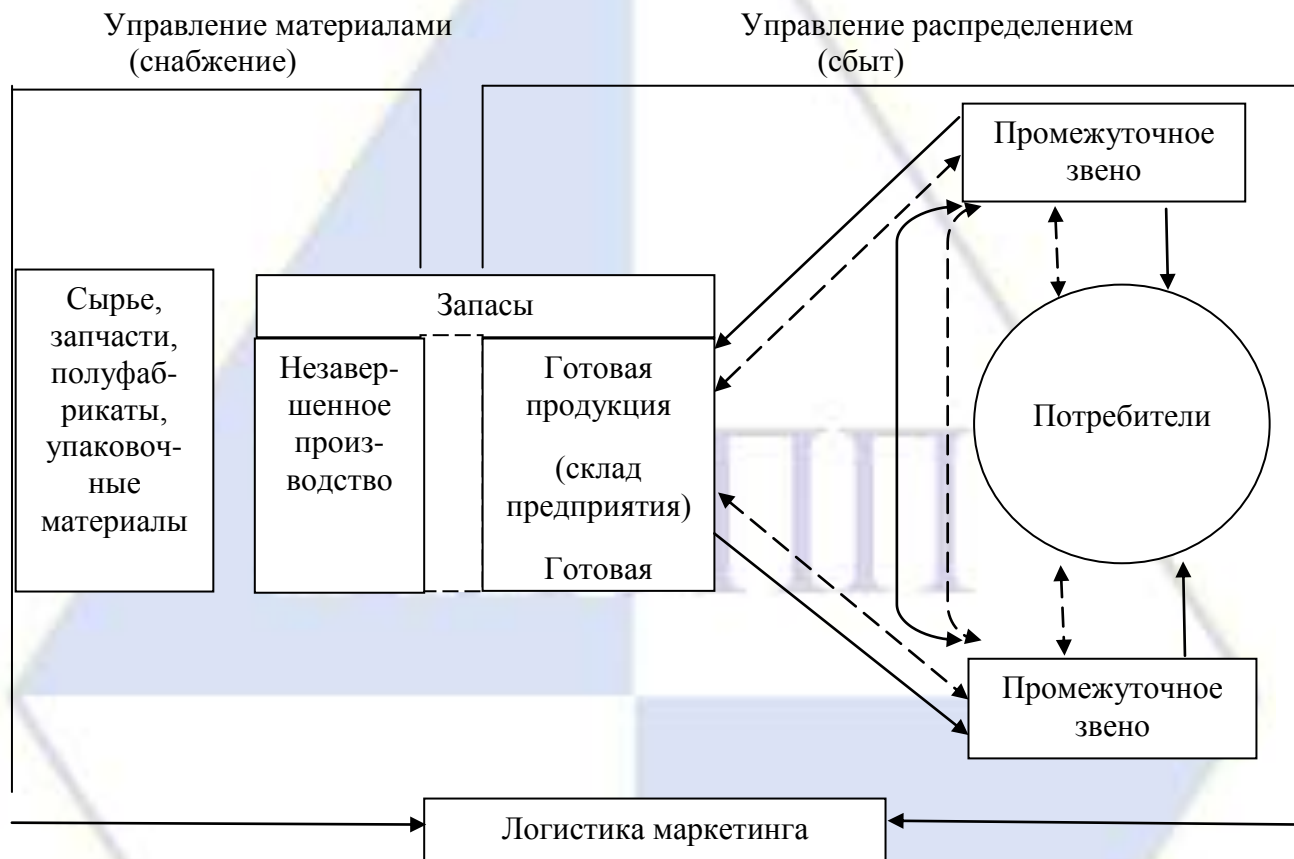 Управление материалами
(снабжение)
Управление распределением
(сбыт)
Промежуточное
звено
Сырье,
запчасти,
полуфаб-
рикаты,
упаковоч-
ные
материалы
Запасы
Незавер-
шенное
произ-
водство
Готовая
продукция
(склад
предприятия)
Готовая
Потребители
Промежуточное
звено
Логистика маркетинга